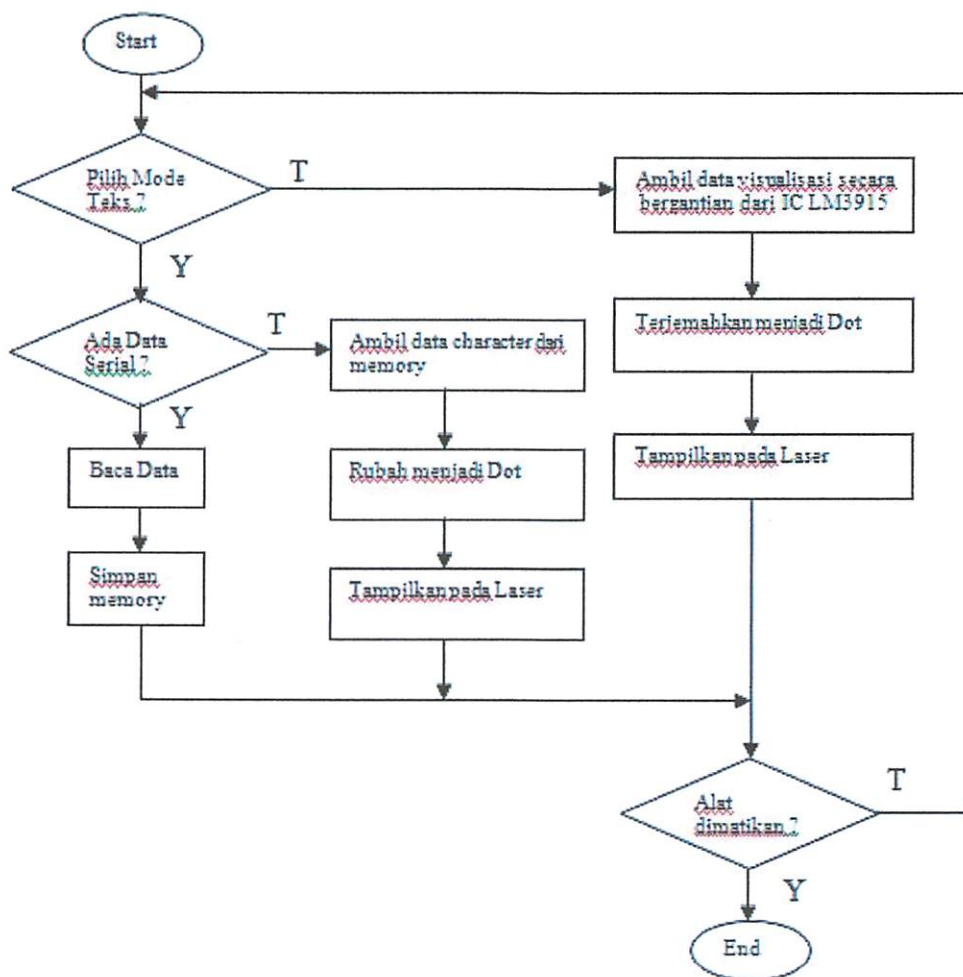 Start
Pilih Mode
Teks ?
T
Ambil data visualisasi secara
bergantian dari IC LM3915
Y
Ada Data
Serial ?
T
Ambil data character dari
memory
Terjemahkan menjadi Dot
Y
Baca Data
Rubah menjadi Dot
Tampilkan pada Laser
Simpan
memory
Tampilkan pada Laser
Alat
dimatikan ?
T
Y
End